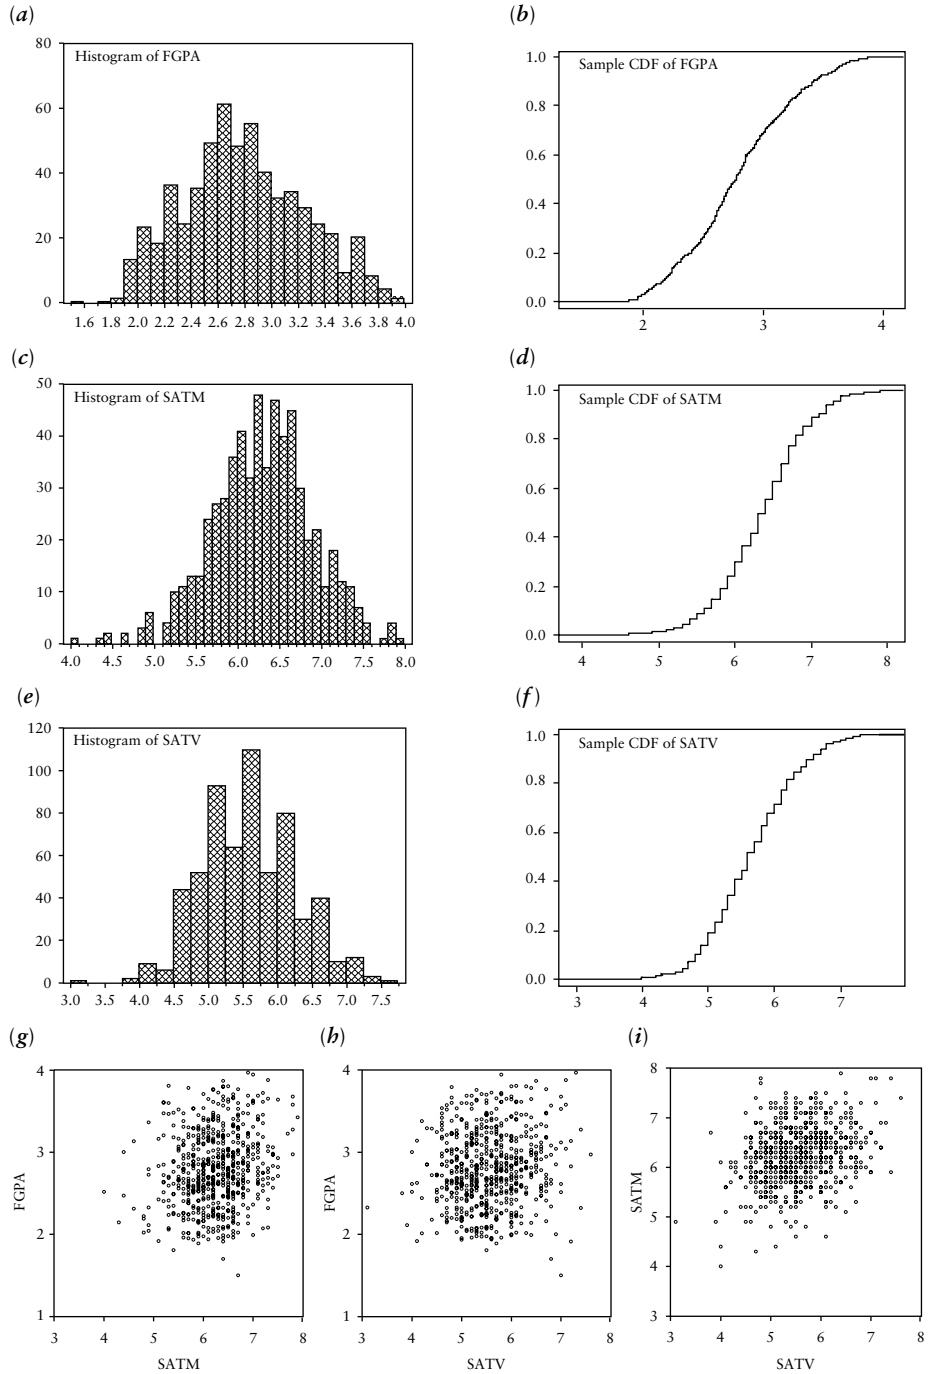 (a)
Histogram of FGPA
80
60
40
20
0
1.6 1.8 2.0 2.2 2.4 2.6 2.8 3.0 3.2 3.4 3.6 3.8 4.0
(b)
Sample CDF of FGPA
1.0
0.8
0.6
0.4
0.2
0.0
2 3 4
(c)
Histogram of SATM
50
40
30
20
10
0
4.0 4.5 5.0 5.5 6.0 6.5 7.0 7.5 8.0
(d)
Sample CDF of SATM
1.0
0.8
0.6
0.4
0.2
0.0
4 5 6 7 8
(e)
Histogram of SATV
120
100
80
60
40
20
0
3.0 3.5 4.0 4.5 5.0 5.5 6.0 6.5 7.0 7.5
(f)
Sample CDF of SATV
1.0
0.8
0.6
0.4
0.2
0.0
3 4 5 6 7
(g)
FGPA
4
3
2
1
3 4 5 6 7 8
SATM
(h)
FGPA
4
3
2
1
3 4 5 6 7 8
SATV
(i)
SATM
8
7
6
5
4
3
3 4 5 6 7 8
SATV